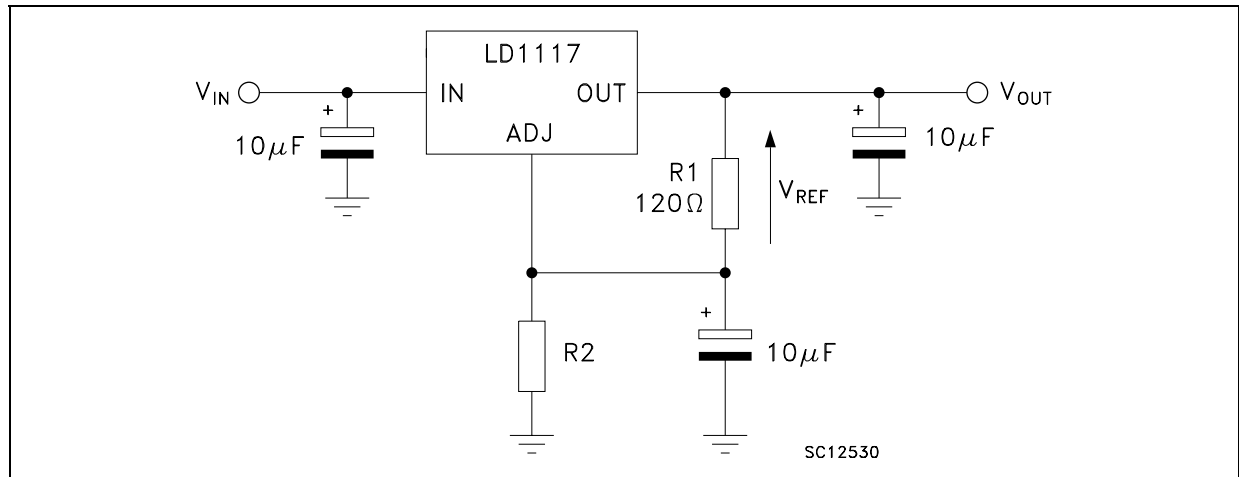 LD1117
V_IN
IN
OUT
V_OUT
+
10μF
ADJ
+
10μF
R1
120Ω
V_REF
+
R2
10μF
SC12530